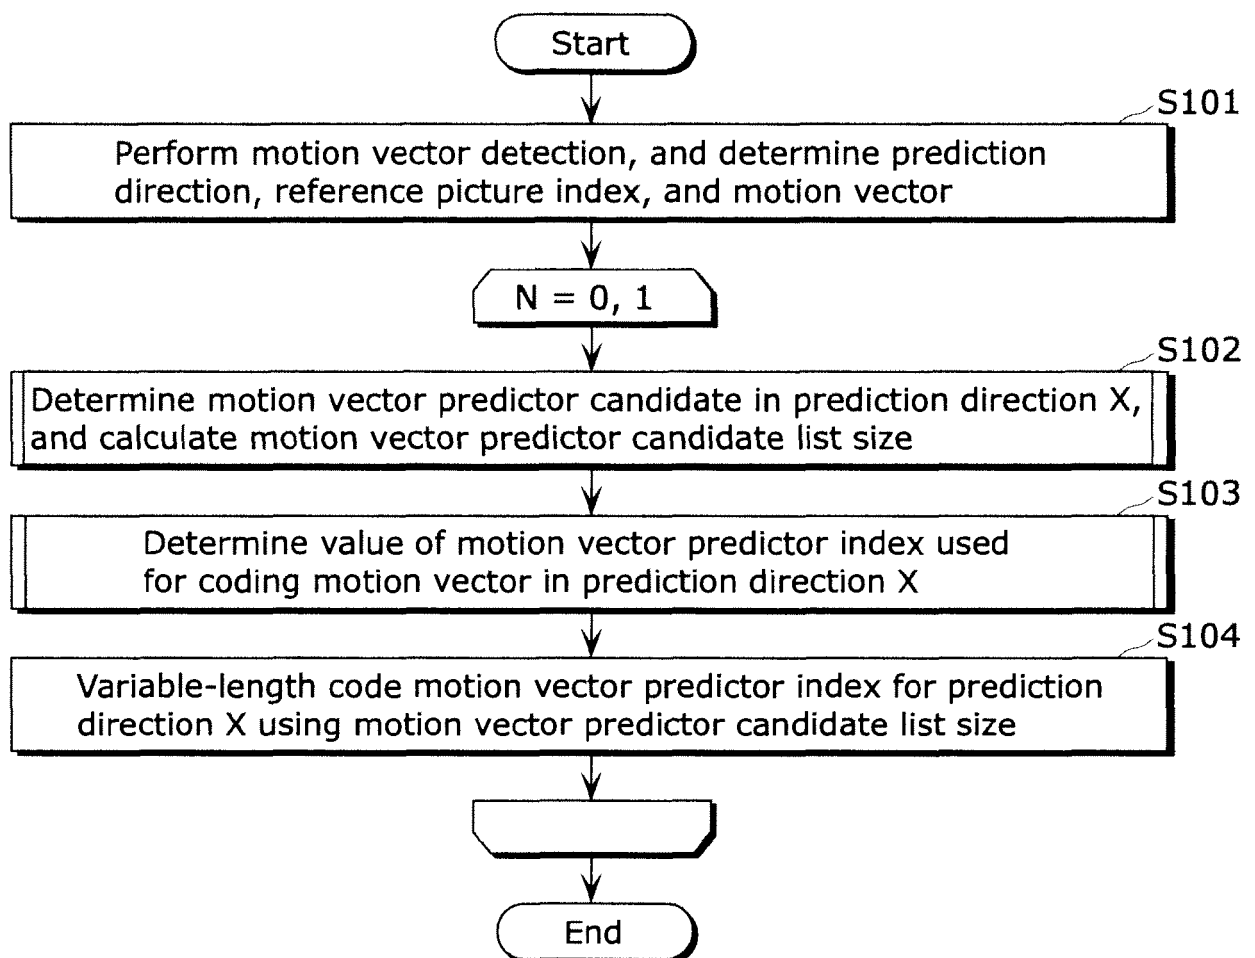 Start
S101
Perform motion vector detection, and determine prediction
direction, reference picture index, and motion vector
N = 0, 1
S102
Determine motion vector predictor candidate in prediction direction X,
and calculate motion vector predictor candidate list size
S103
Determine value of motion vector predictor index used
for coding motion vector in prediction direction X
S104
Variable-length code motion vector predictor index for prediction
direction X using motion vector predictor candidate list size
End